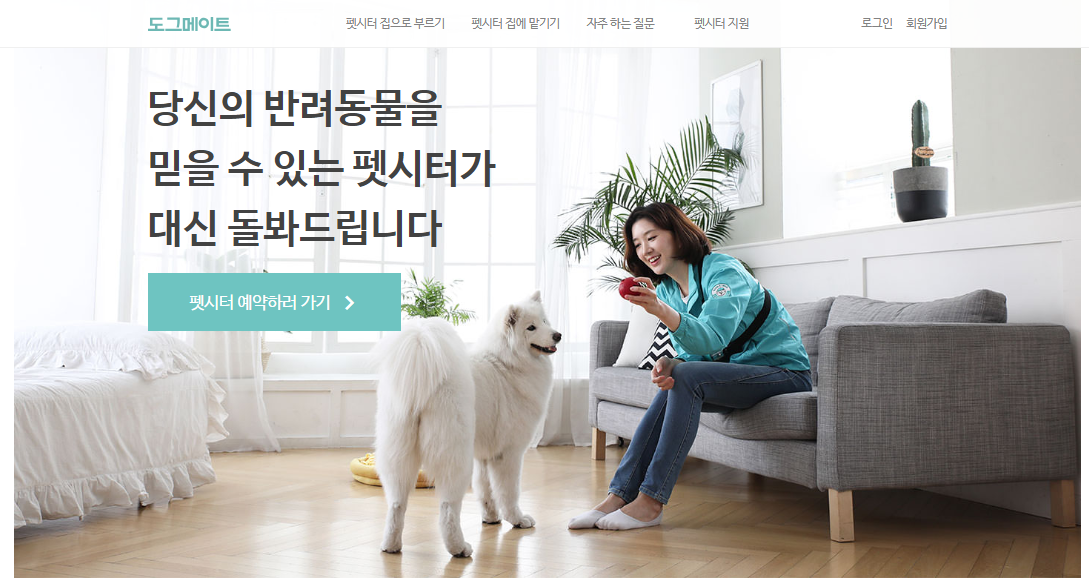 도그메이트
펫시터 집으로 부르기
펫시터 집에 맡기기
자주 하는 질문
펫시터 지원
로그인
회원가입
당신의 반려동물을
믿을 수 있는 펫시터가
대신 돌봐드립니다
펫시터 예약하러 가기